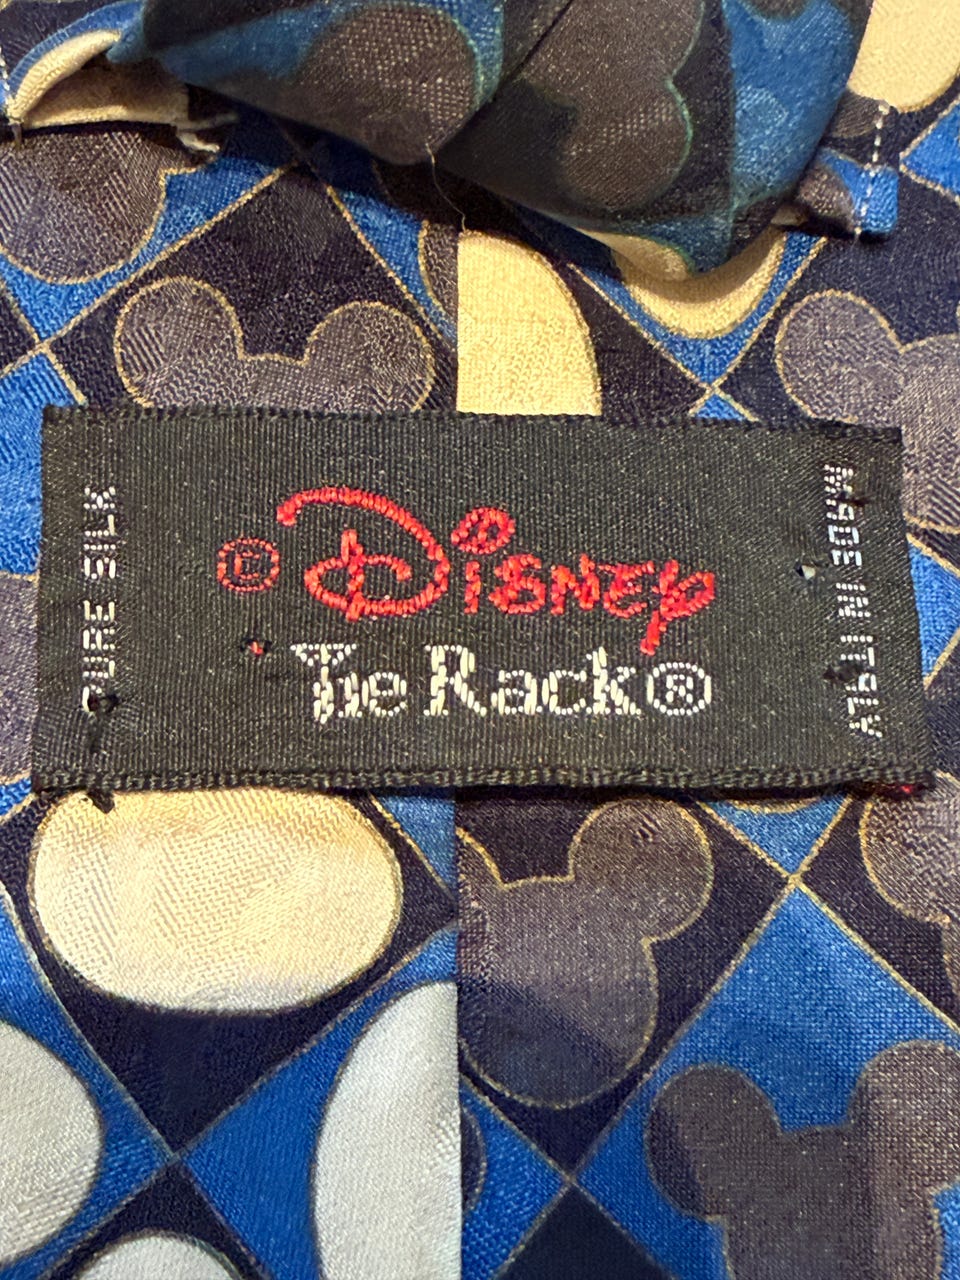 PURE SILK
© Disney
Tie Rack®
MADE IN ITALY